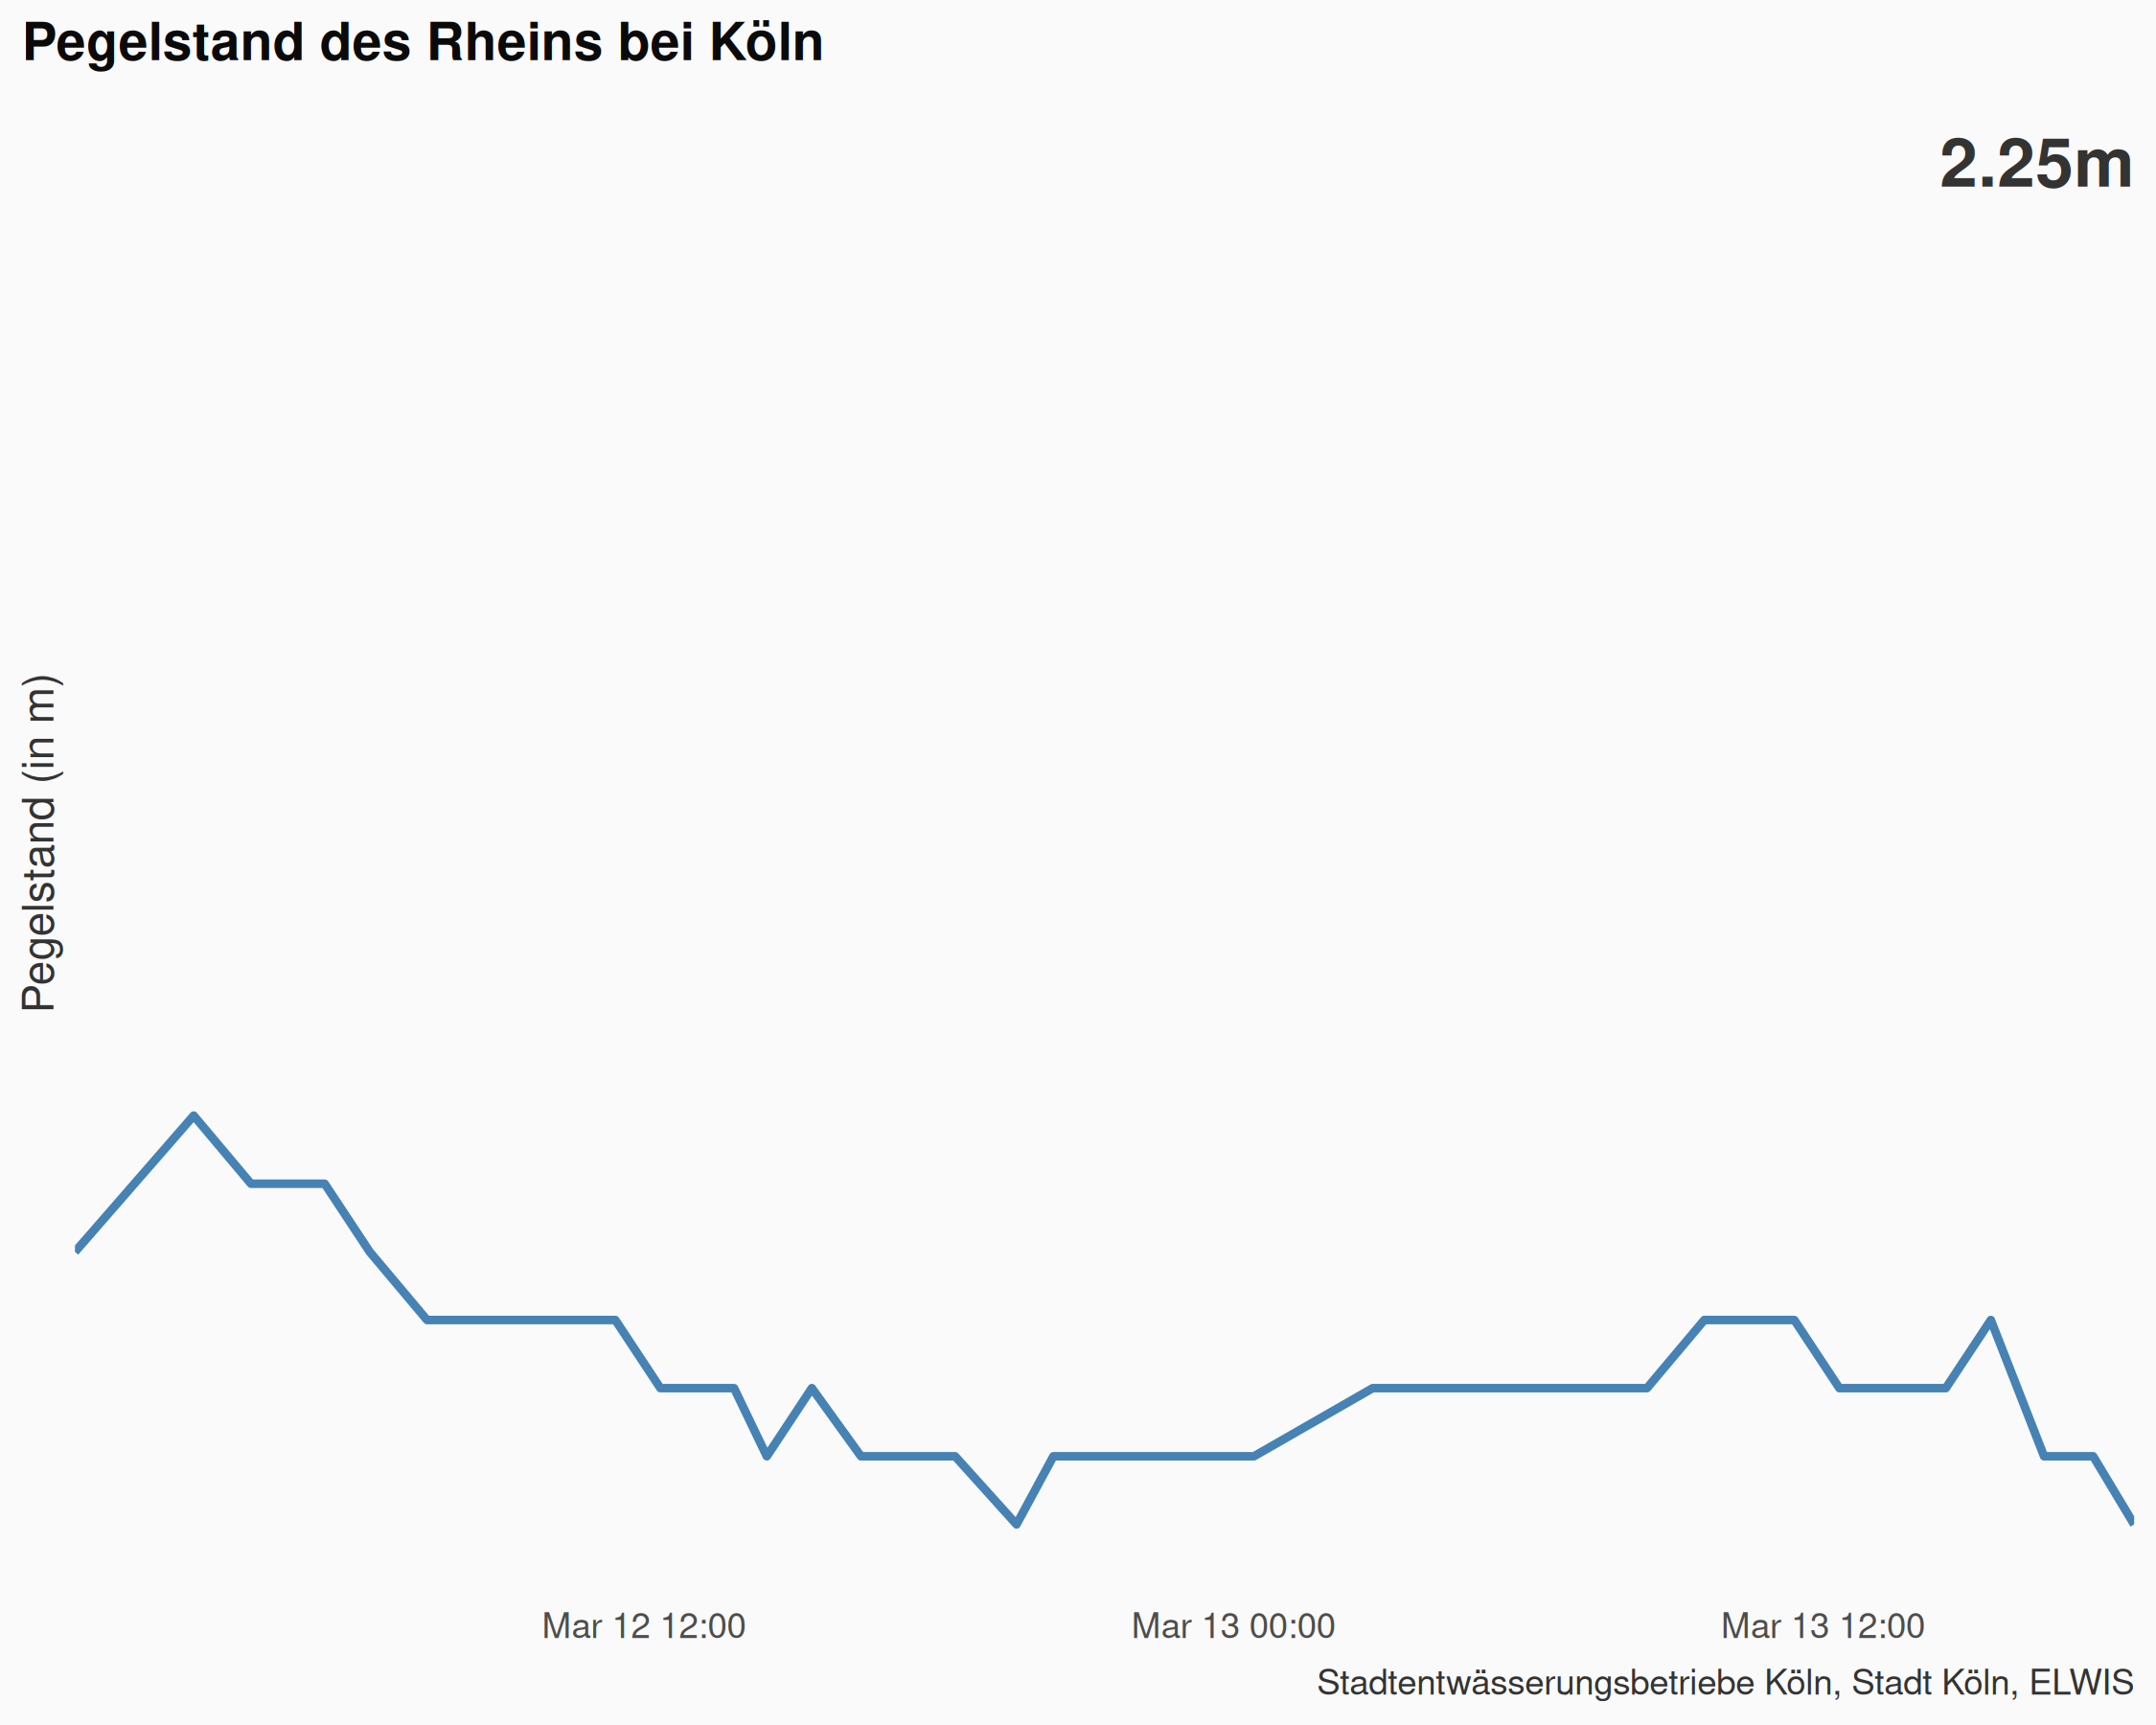 Pegelstand des Rheins bei Köln
2.25m
Pegelstand (in m)
Mar 12 12:00
Mar 13 00:00
Mar 13 12:00
Stadtentwässerungsbetriebe Köln, Stadt Köln, ELWIS